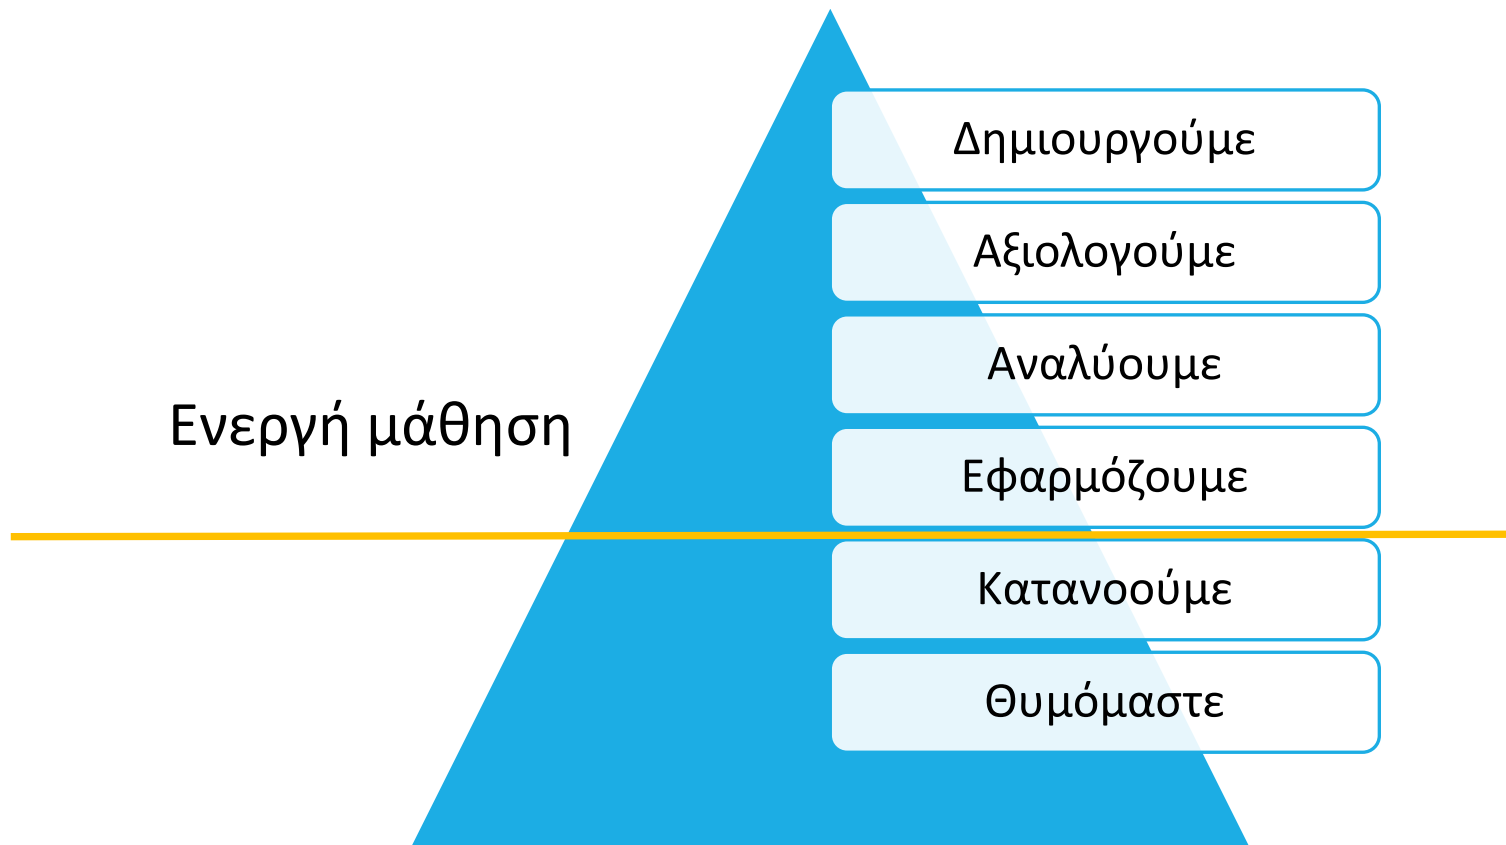 Δημιουργούμε
Αξιολογούμε
Αναλύουμε
Ενεργή μάθηση
Εφαρμόζουμε
Κατανοούμε
Θυμόμαστε